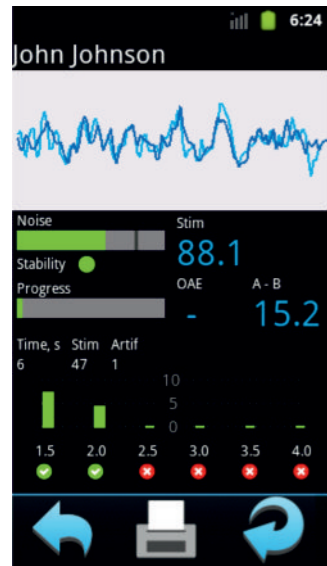 6:24
John Johnson
Noise Stim
88.1
Stability
Progress OAE A - B
- 15.2
Time, s Stim Artif
6 47 1
10
5
0
1.5 2.0 2.5 3.0 3.5 4.0